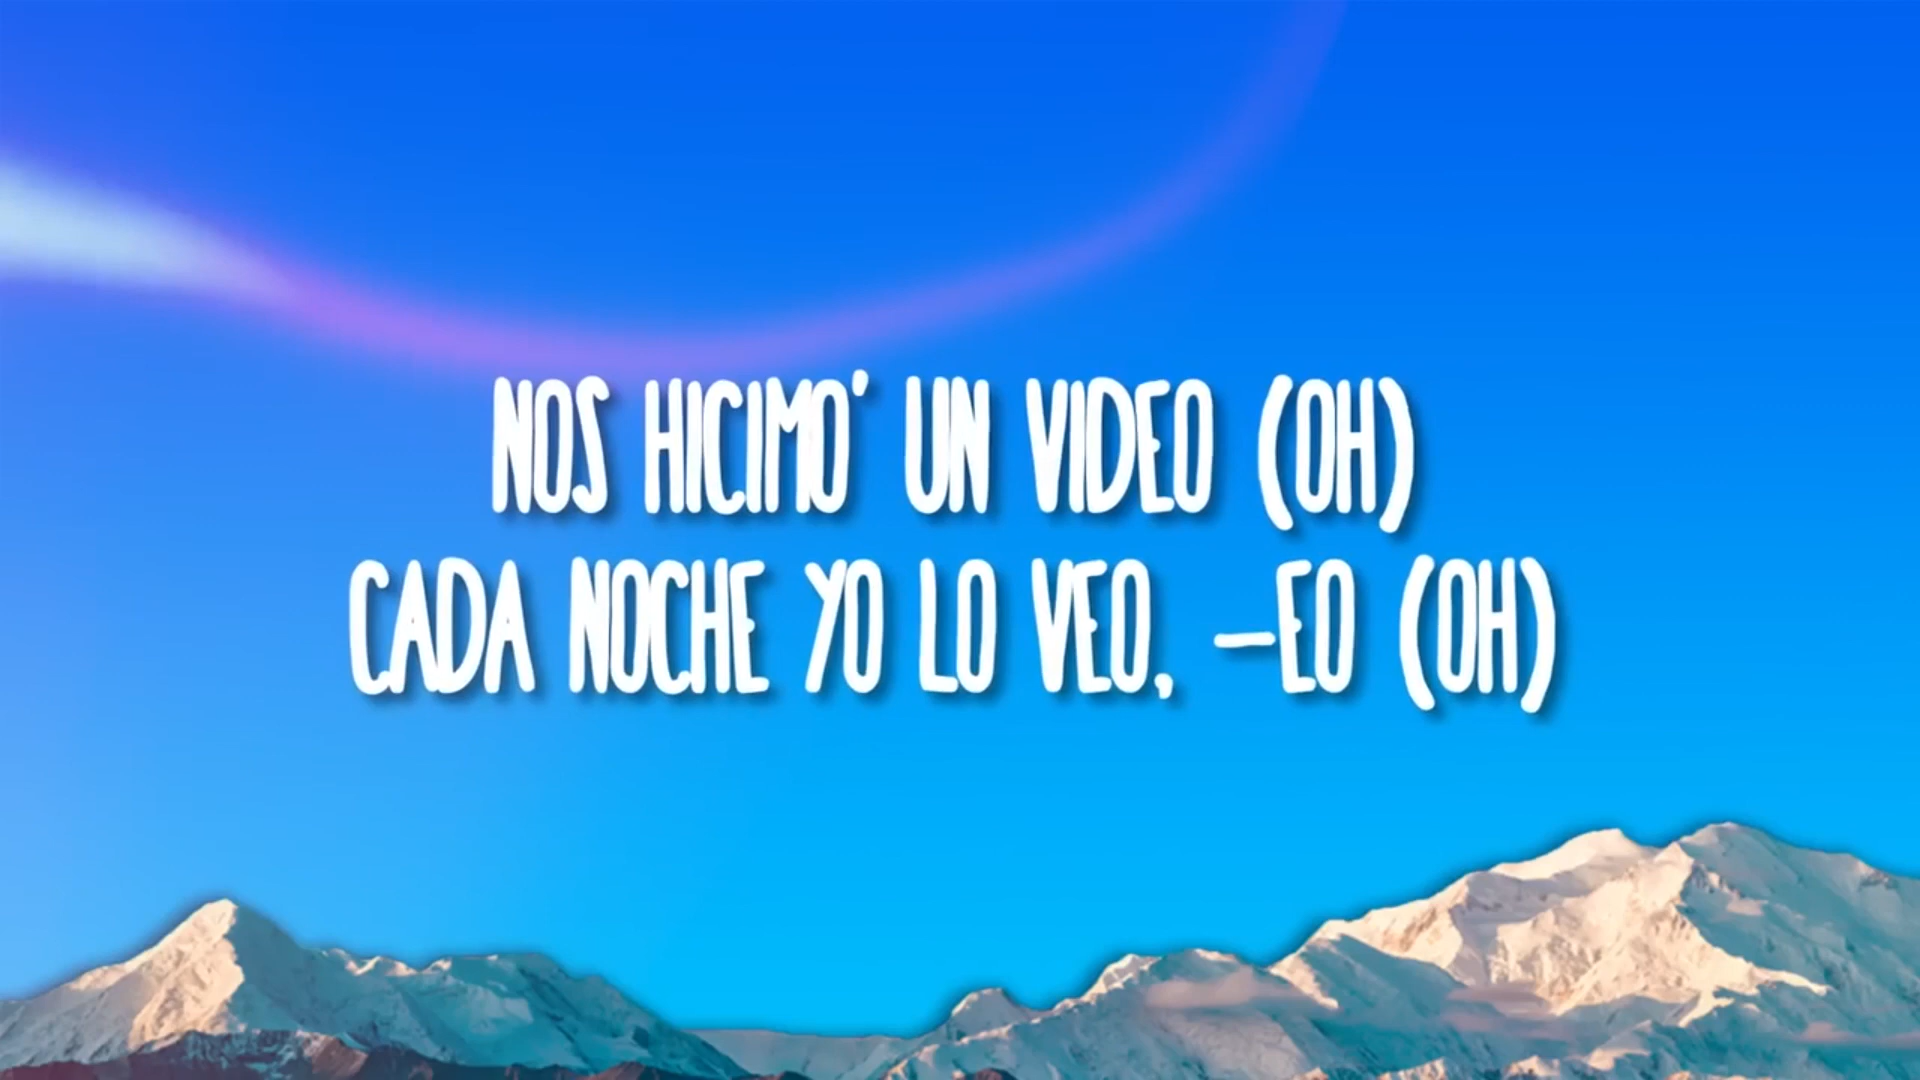 NOS HICIMO' UN VIDEO (OH)
CADA NOCHE YO LO VEO, –EO (OH)